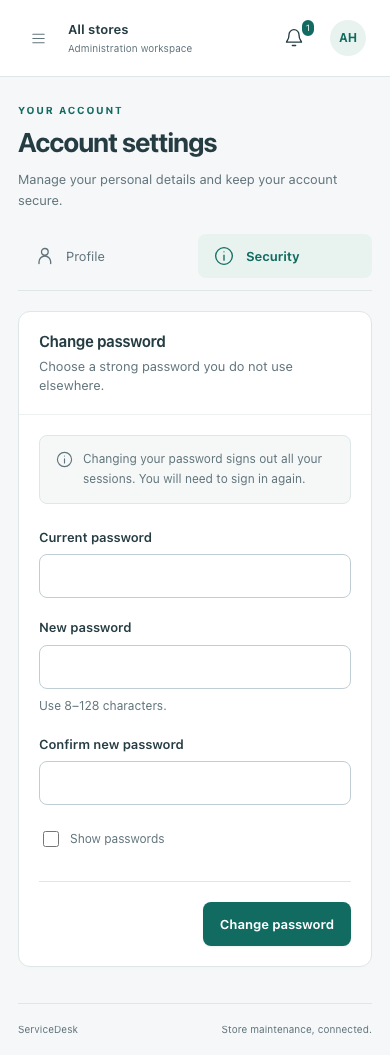 All stores
Administration workspace
1
AH
YOUR ACCOUNT
Account settings
Manage your personal details and keep your account
secure.
Profile
Security
Change password
Choose a strong password you do not use
elsewhere.
Changing your password signs out all your
sessions. You will need to sign in again.
Current password
New password
Use 8–128 characters.
Confirm new password
Show passwords
Change password
ServiceDesk
Store maintenance, connected.